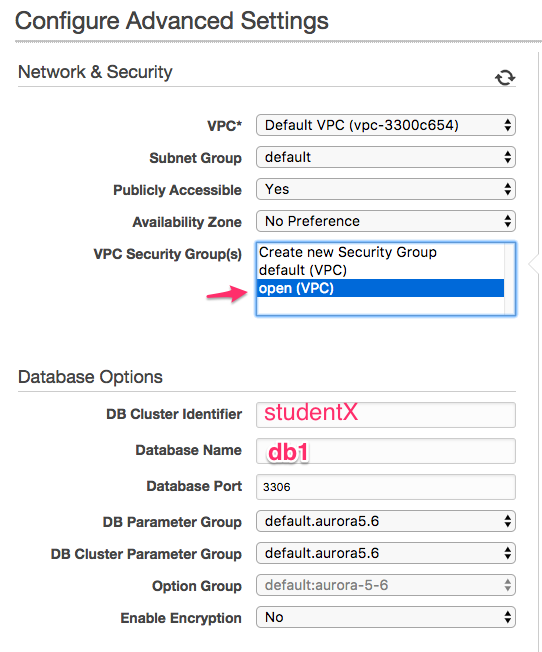 Configure Advanced Settings
Network & Security
VPC* Default VPC (vpc-3300c654)
Subnet Group default
Publicly Accessible Yes
Availability Zone No Preference
VPC Security Group(s) Create new Security Group
default (VPC)
open (VPC)
Database Options
DB Cluster Identifier studentX
Database Name db1
Database Port 3306
DB Parameter Group default.aurora5.6
DB Cluster Parameter Group default.aurora5.6
Option Group default:aurora-5-6
Enable Encryption No